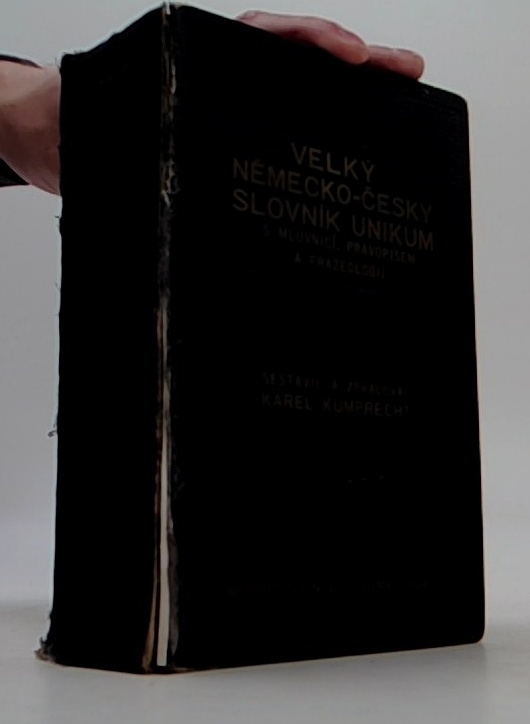 VELKÝ
NĚMECKO-ČESKÝ
SLOVNÍK UNIKUM
S MLUVNICÍ, PRAVOPISEM
A FRAZEOLOGIÍ
SESTAVIL A ZPRACOVAL
KAREL KUMPRECHT